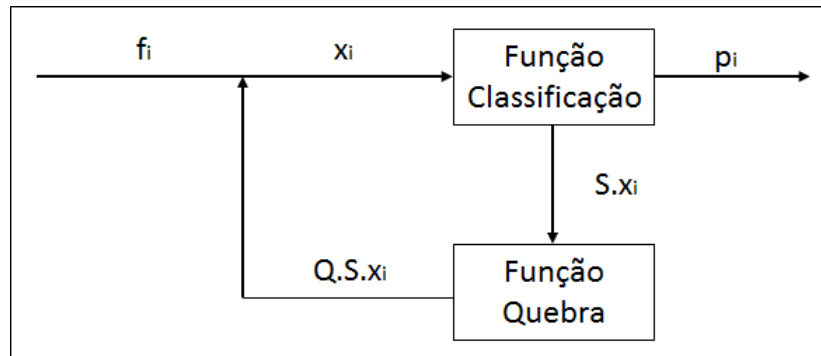 fi
xi
Função
Classificação
pi
S.xi
Q.S.xi
Função
Quebra